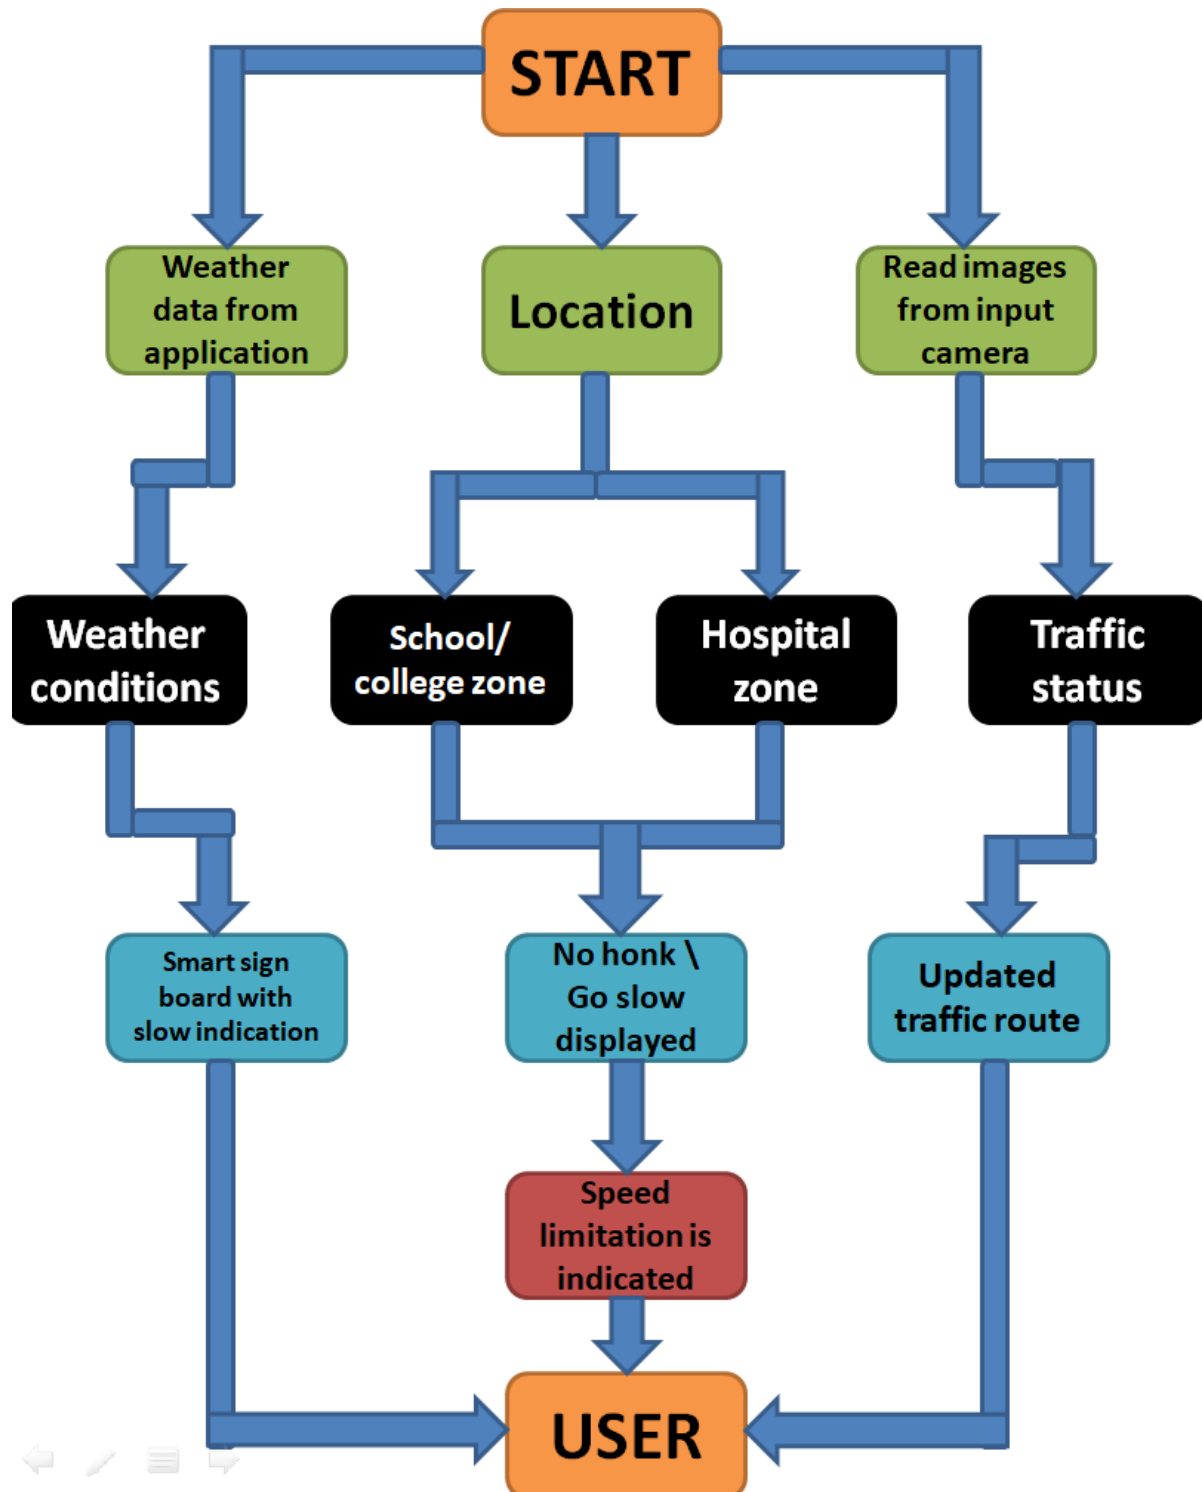 START
Weather
data from
application
Location
Read images
from input
camera
Weather
conditions
School/
college zone
Hospital
zone
Traffic
status
Smart sign
board with
slow indication
No honk \
Go slow
displayed
Updated
traffic route
Speed
limitation is
indicated
USER